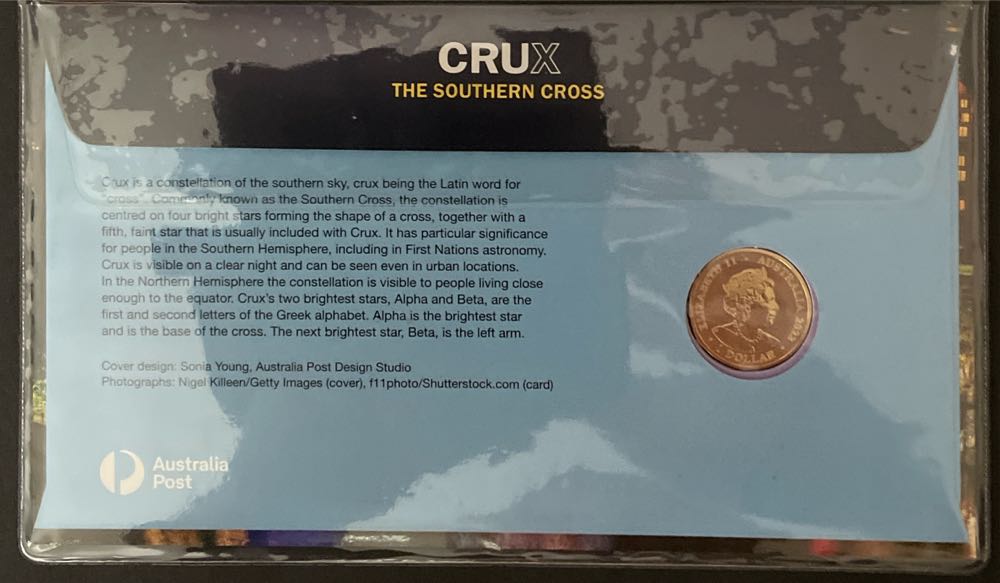 CRUX
THE SOUTHERN CROSS
Crux is a constellation of the southern sky, crux being the Latin word for
"cross". Commonly known as the Southern Cross, the constellation is
centred on four bright stars forming the shape of a cross, together with a
fifth, faint star that is usually included with Crux. It has particular significance
for people in the Southern Hemisphere, including in First Nations astronomy.
Crux is visible on a clear night and can be seen even in urban locations.
In the Northern Hemisphere the constellation is visible to people living close
enough to the equator. Crux's two brightest stars, Alpha and Beta, are the
first and second letters of the Greek alphabet. Alpha is the brightest star
and is the base of the cross. The next brightest star, Beta, is the left arm.
Cover design: Sonia Young, Australia Post Design Studio
Photographs: Nigel Killeen/Getty Images (cover), f11photo/Shutterstock.com (card)
ELIZABETH II • AUSTRALIA 2022
DOLLAR
Australia
Post